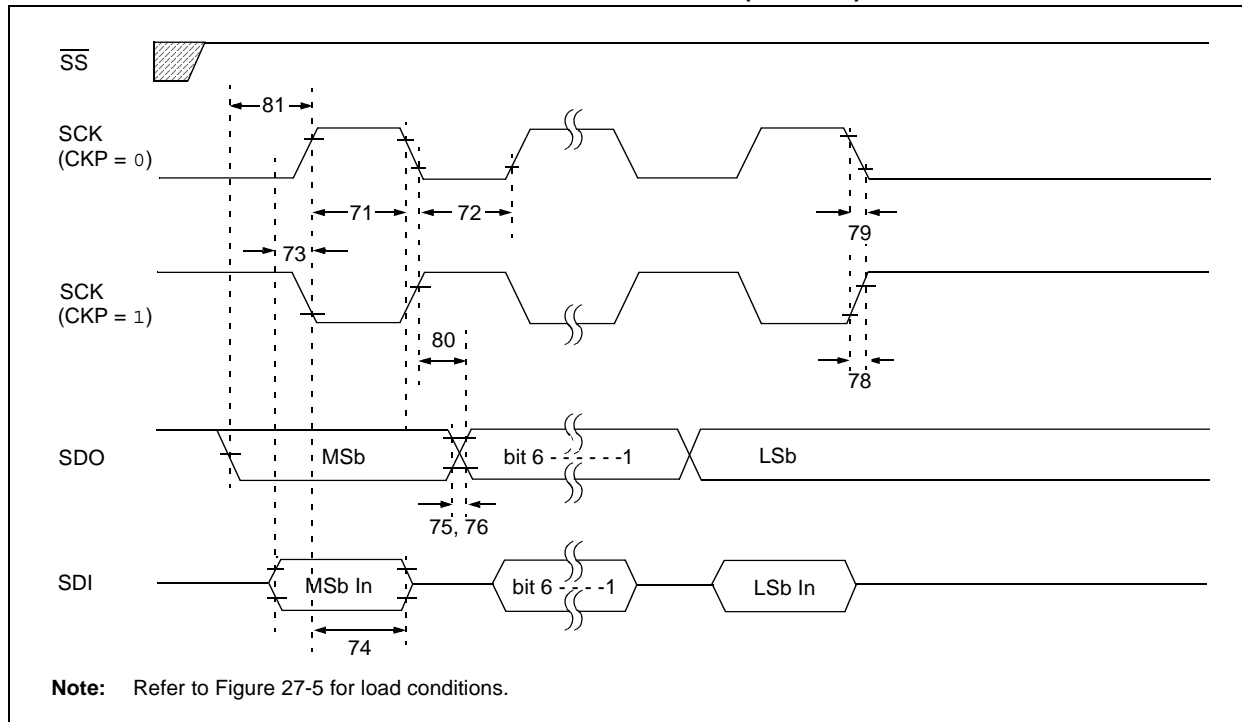 SS
81
SCK
(CKP = 0)
71
72
79
73
SCK
(CKP = 1)
80
78
SDO
MSb
bit 6 - - - - - -1
LSb
75, 76
SDI
MSb In
bit 6 - - - - -1
LSb In
74
Note: Refer to Figure 27-5 for load conditions.